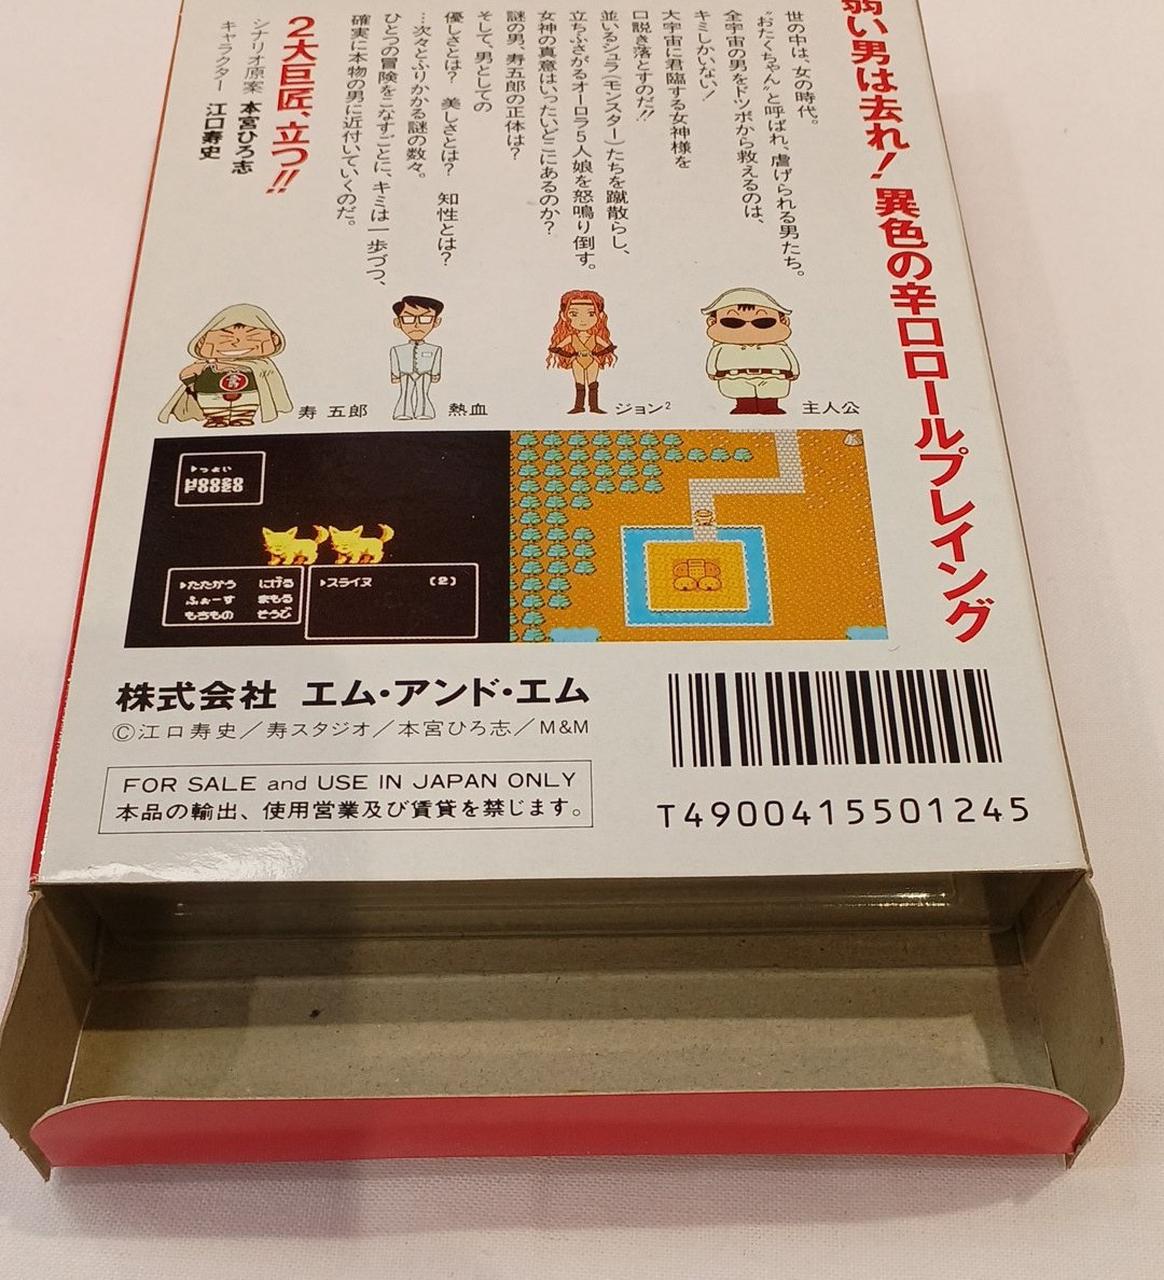 弱い男は去れ! 異色の辛口ロールプレイング
世の中は、女の時代。
"おたくちゃん"と呼ばれ、虐げられる男たち。
全宇宙の男をドツボから救えるのは、
キミしかいない!
大宇宙に君臨する女神様を
口説き落とすのだ!!
並いるシュラ(モンスター)たちを蹴散らし、
立ちふさがるオーロラ5人娘を怒鳴り倒す。
女神の真意はいったいどこにあるのか?
謎の男、寿五郎の正体は?
そして、男としての
優しさとは? 美しさとは? 知性とは?
…次々とふりかかる謎の数々。
ひとつの冒険をこなすごとに、キミは一歩づつ、
確実に本物の男に近付いていくのだ。
2大巨匠、立つ!!
シナリオ原案 本宮ひろ志
キャラクター 江口寿史
寿 五郎
熱血
ジョン²
主人公
▶つよい
H0020
F0020
▶たたかう にげる
ふぉーす まもる
もちもの そうび
▶スライヌ (2)
株式会社 エム・アンド・エム
©江口寿史/寿スタジオ/本宮ひろ志/M&M
FOR SALE and USE IN JAPAN ONLY
本品の輸出、使用営業及び賃貸を禁じます。
T4900415501245